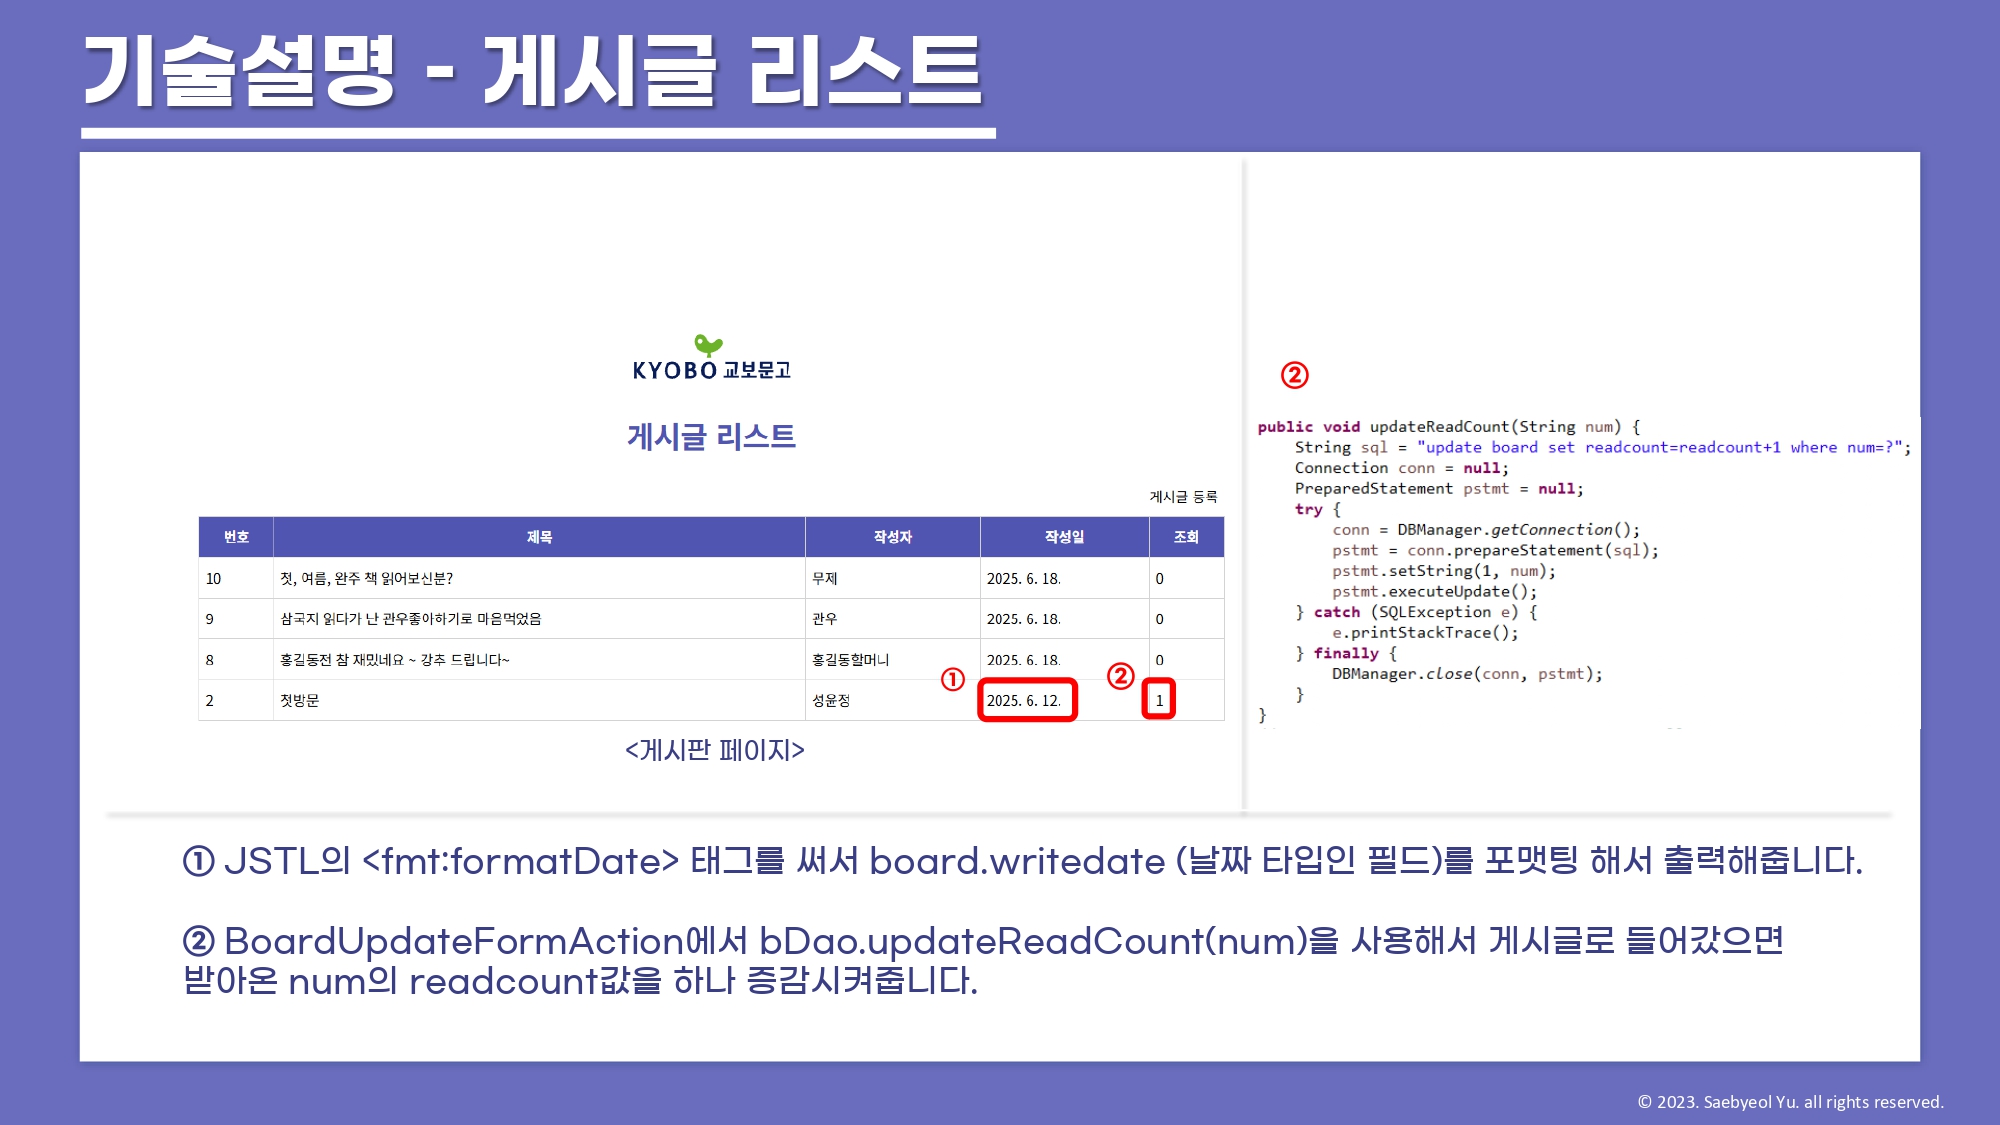 기술설명 - 게시글 리스트
KYOBO 교보문고
게시글 리스트
게시글 등록
번호 제목 작성자 작성일 조회
10 첫, 여름, 완주 책 읽어보신분? 무제 2025. 6. 18. 0
9 삼국지 읽다가 난 관우좋아하기로 마음먹었음 관우 2025. 6. 18. 0
8 홍길동전 참 재밌네요 ~ 강추 드립니다~ 홍길동할머니 2025. 6. 18. 0
① ②
2 첫방문 성윤정 2025. 6. 12. 1
<게시판 페이지>
②
public void updateReadCount(String num) {
String sql = "update board set readcount=readcount+1 where num=?";
Connection conn = null;
PreparedStatement pstmt = null;
try {
conn = DBManager.getConnection();
pstmt = conn.prepareStatement(sql);
pstmt.setString(1, num);
pstmt.executeUpdate();
} catch (SQLException e) {
e.printStackTrace();
} finally {
DBManager.close(conn, pstmt);
}
}
① JSTL의 <fmt:formatDate> 태그를 써서 board.writedate (날짜 타입인 필드)를 포맷팅 해서 출력해줍니다.
② BoardUpdateFormAction에서 bDao.updateReadCount(num)을 사용해서 게시글로 들어갔으면
받아온 num의 readcount값을 하나 증감시켜줍니다.
© 2023. Saebyeol Yu. all rights reserved.